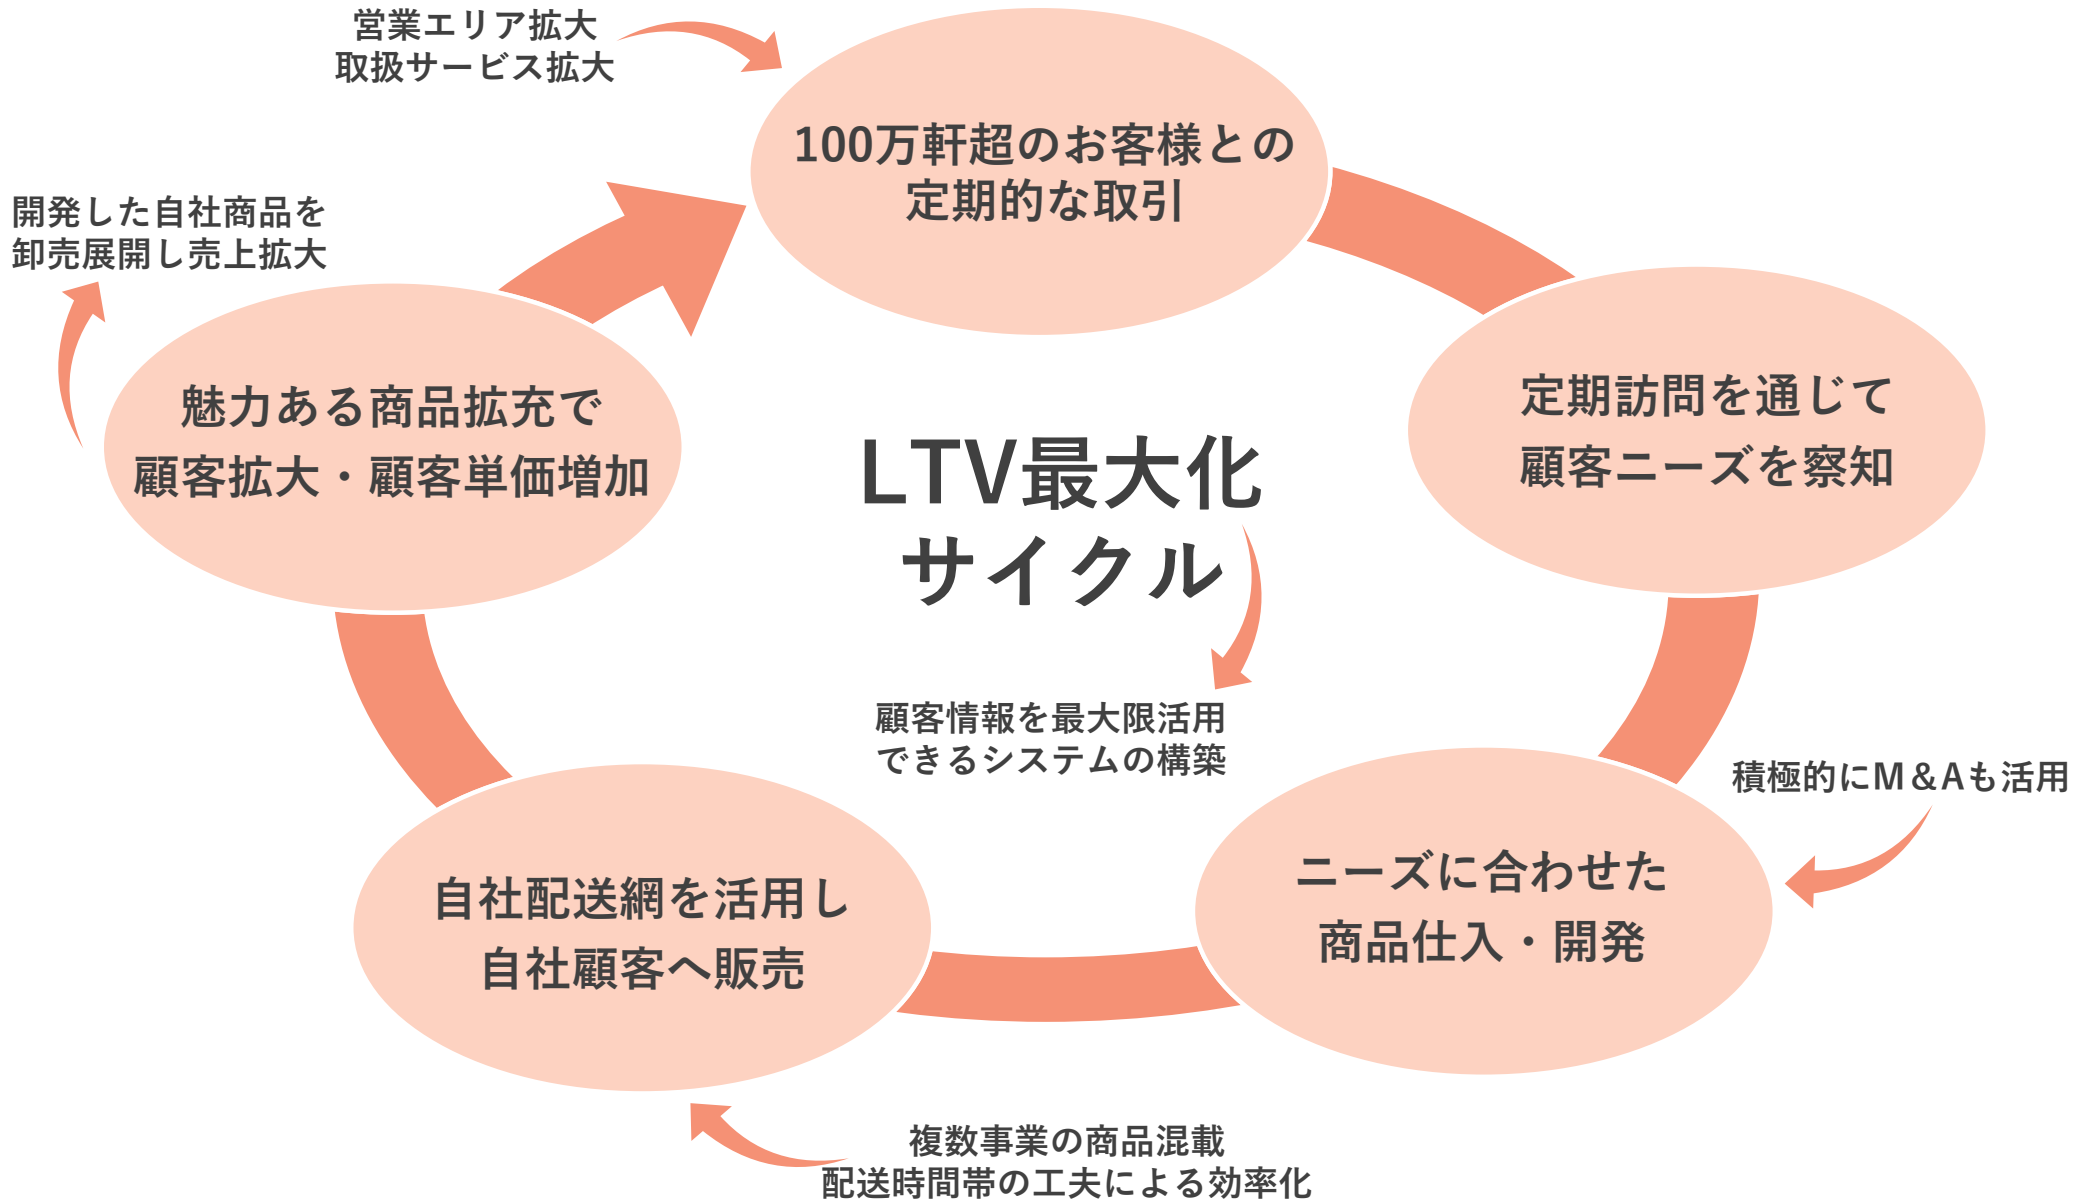 営業エリア拡大
取扱サービス拡大
100万軒超のお客様との
定期的な取引
開発した自社商品を
卸売展開し売上拡大
定期訪問を通じて
顧客ニーズを察知
魅力ある商品拡充で
顧客拡大・顧客単価増加
LTV最大化
サイクル
顧客情報を最大限活用
できるシステムの構築
積極的にM＆Aも活用
ニーズに合わせた
商品仕入・開発
自社配送網を活用し
自社顧客へ販売
複数事業の商品混載
配送時間帯の工夫による効率化